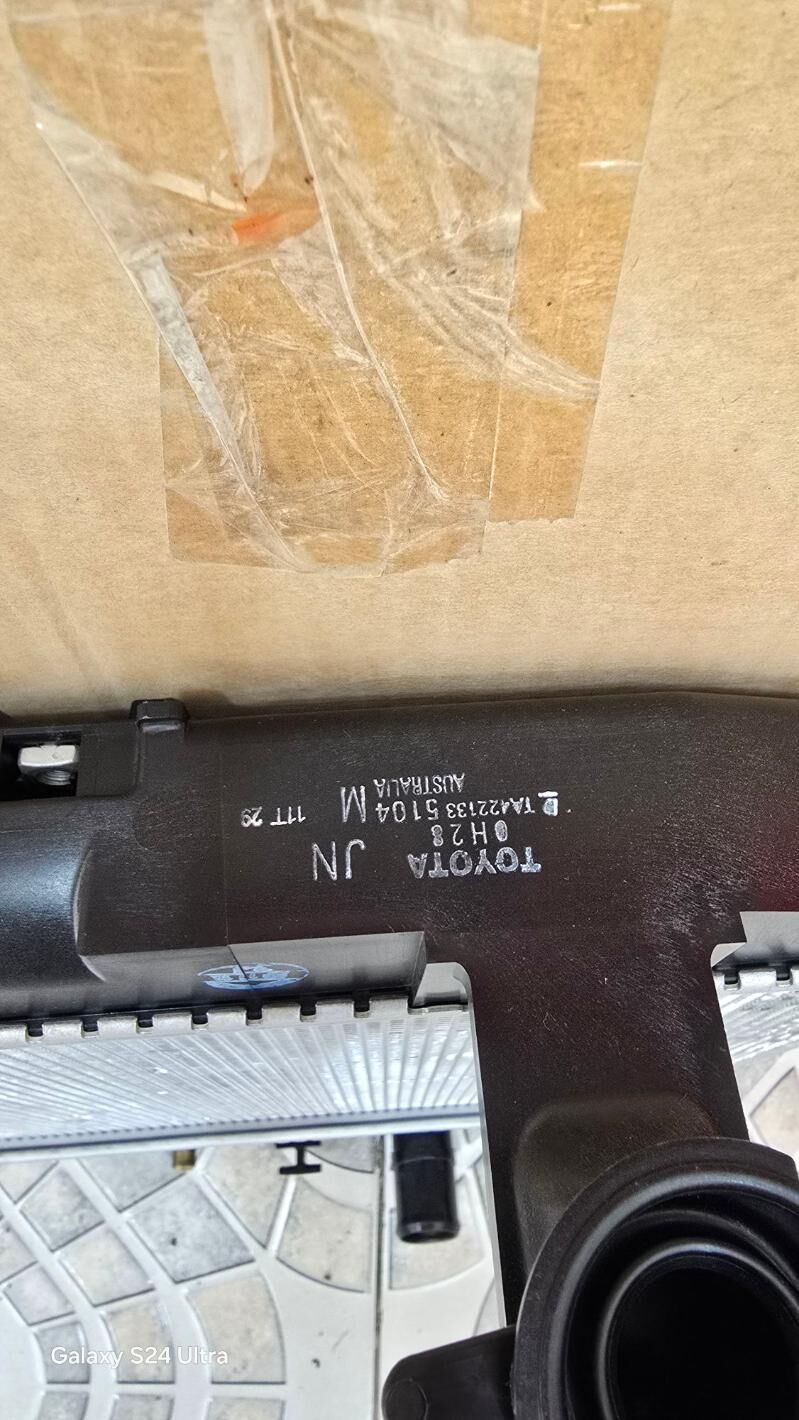 TOYOTA JN
0H28
TA422133 5104 M 11T 29
AUSTRALIA
Galaxy S24 Ultra